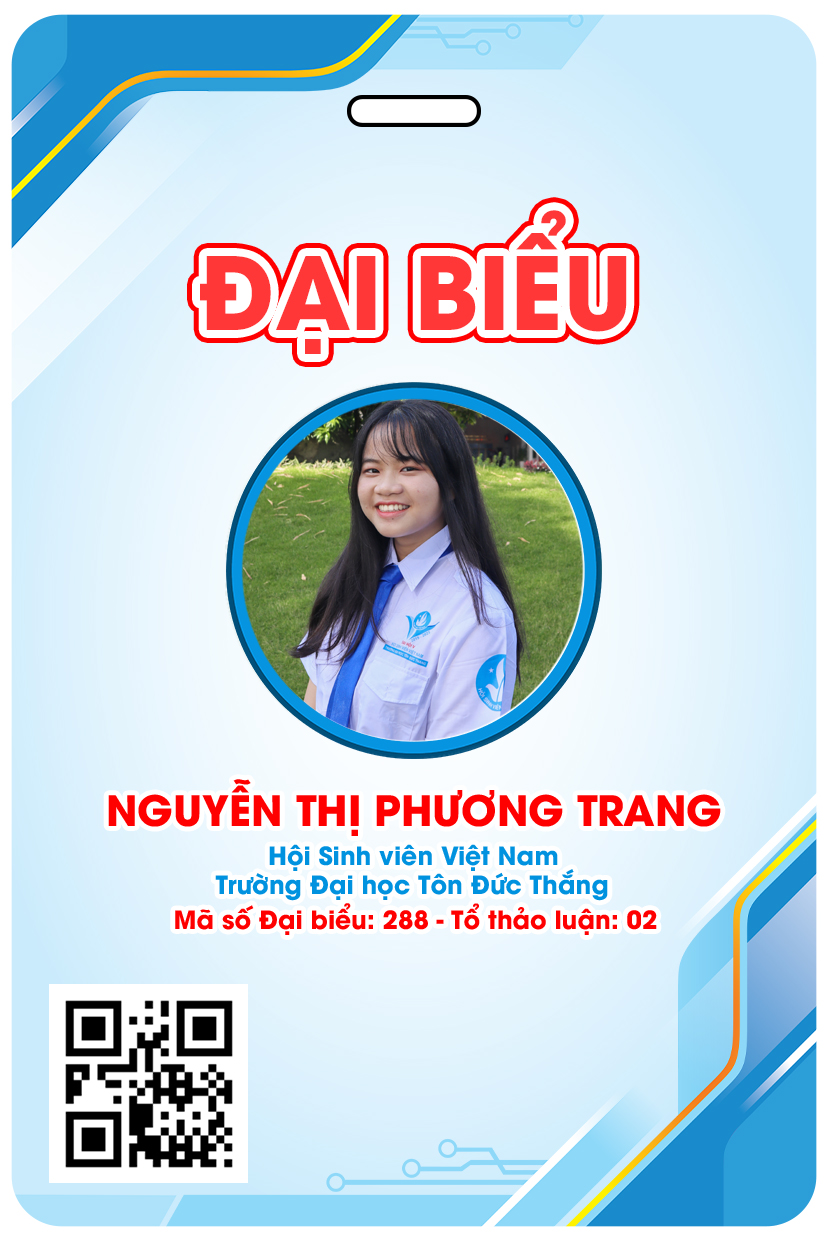 ĐẠI BIỂU
NGUYỄN THỊ PHƯƠNG TRANG
Hội Sinh viên Việt Nam
Trường Đại học Tôn Đức Thắng
Mã số Đại biểu: 288 - Tổ thảo luận: 02